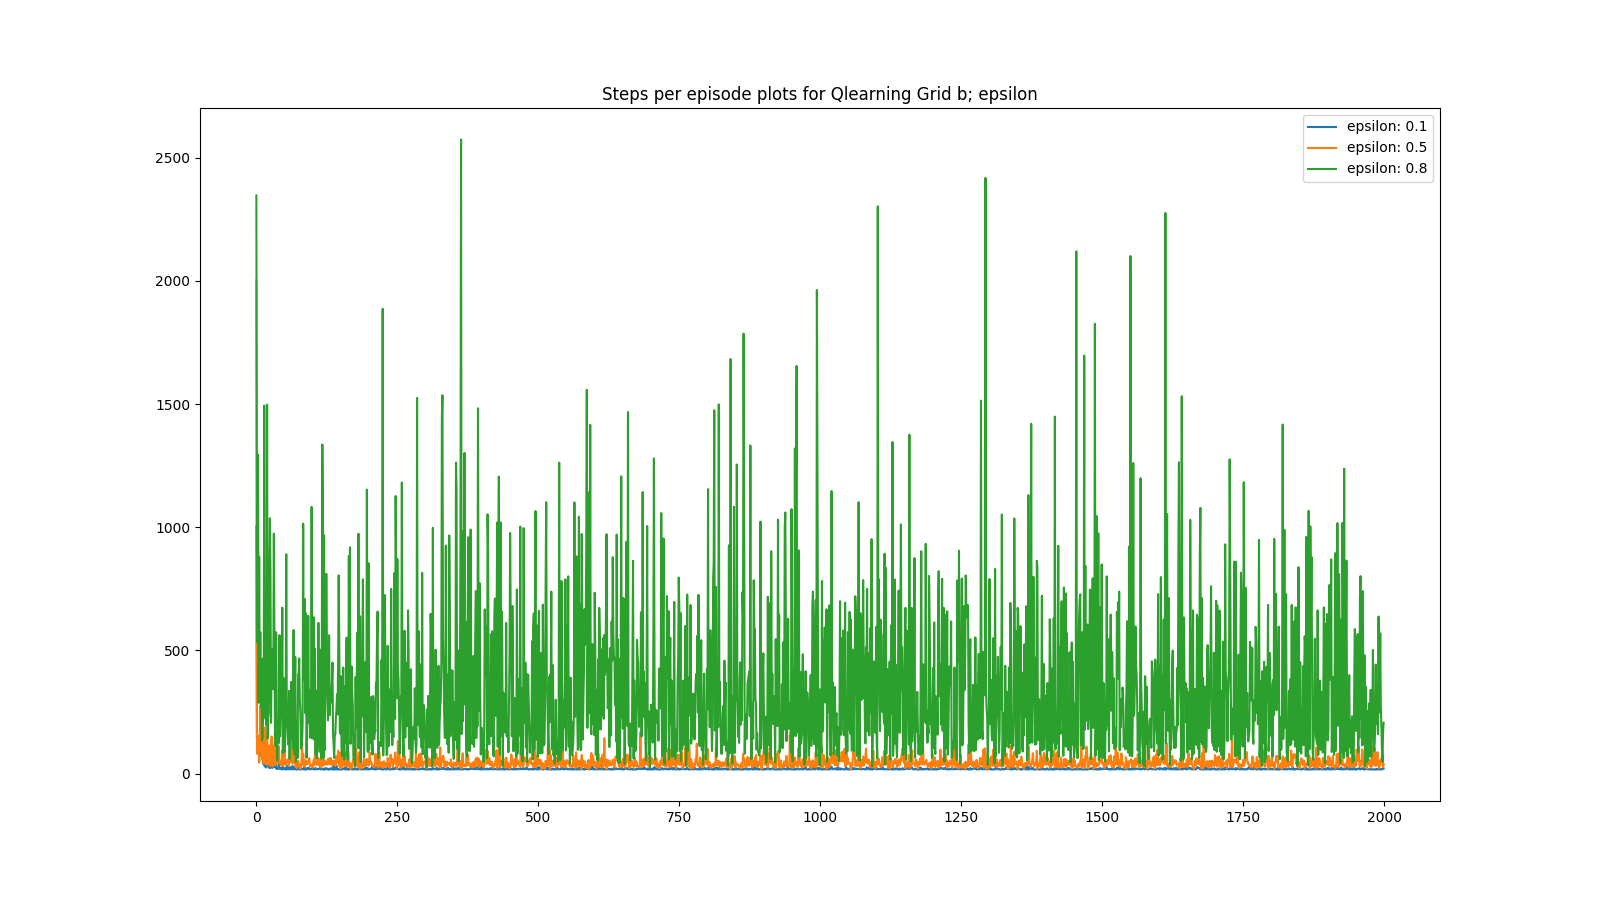 Steps per episode plots for Qlearning Grid b; epsilon
epsilon: 0.1
epsilon: 0.5
epsilon: 0.8
2500
2000
1500
1000
500
0
0 250 500 750 1000 1250 1500 1750 2000